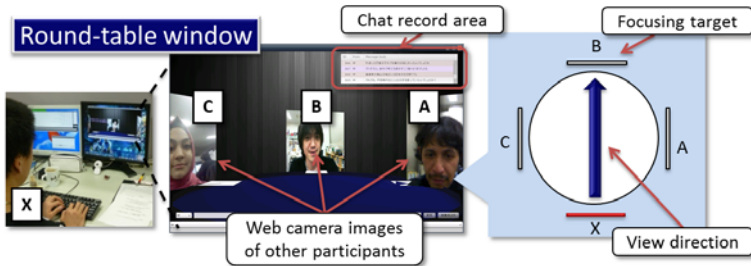 Round-table window
Chat record area
Focusing target
B
C
B
A
C
A
X
X
Web camera images
of other participants
View direction